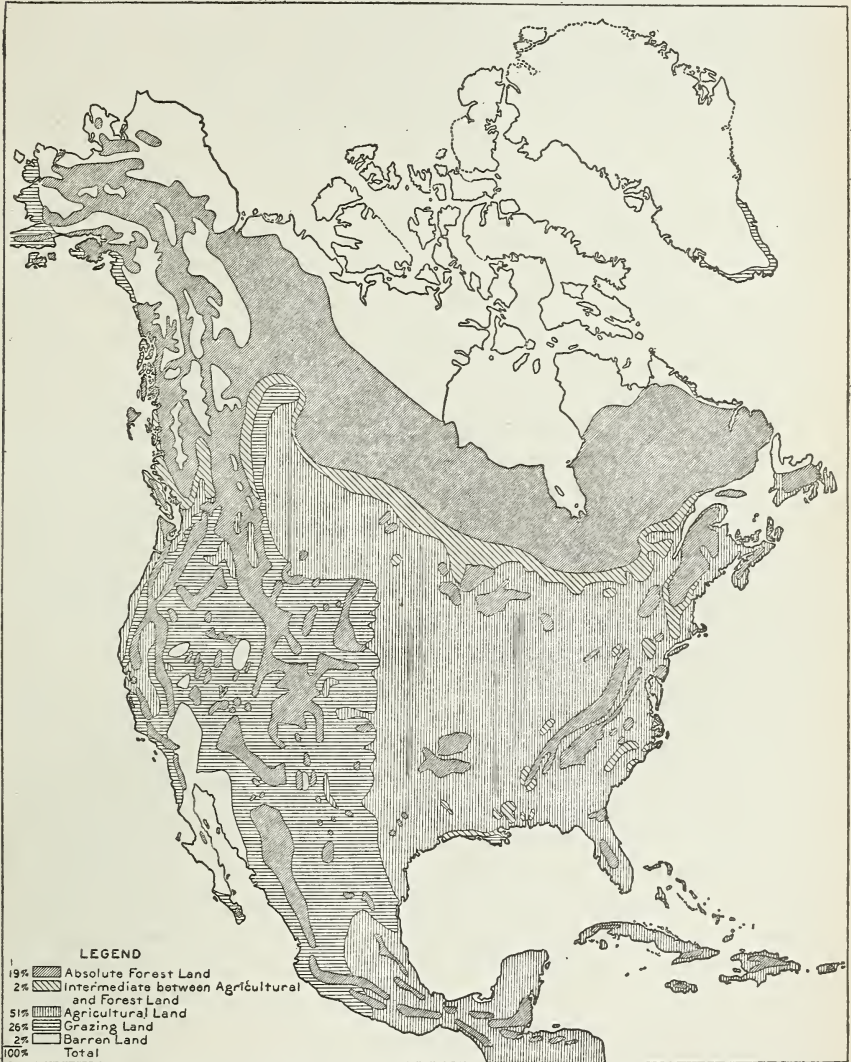 LEGEND
19% Absolute Forest Land
2% Intermediate between Agricultural
and Forest Land
51% Agricultural Land
26% Grazing Land
2% Barren Land
100% Total